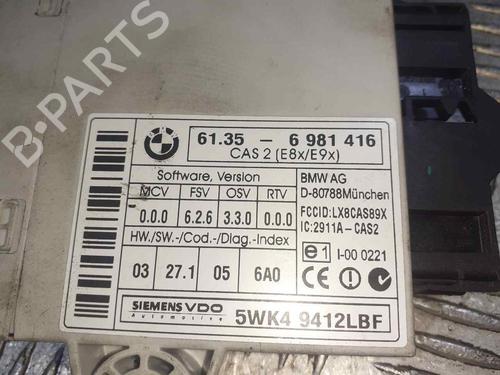 B-PARTS
BMW
61.35 - 6 981 416
CAS 2 (E8x/E9x)
Software, Version
MCV FSV OSV RTV
0.0.0 6.2.6 3.3.0 0.0.0
HW./SW.-/Cod.-/Diag.-Index
03 27.1 05 6A0
BMW AG
D-80788München
FCCID:LX8CAS89X
IC:2911A-CAS2
e1 I-00 0221
CE
SIEMENS VDO
Automotive
5WK4 9412LBF